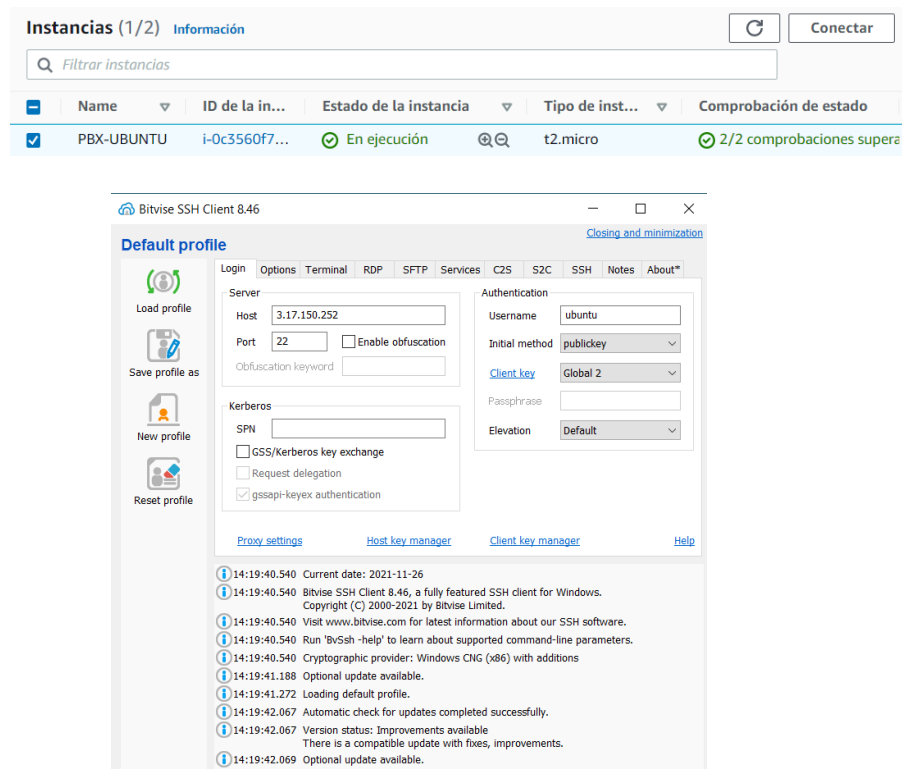 Instancias (1/2) Información
Conectar
Filtrar instancias
Name ID de la in... Estado de la instancia Tipo de inst... Comprobación de estado
PBX-UBUNTU i-0c3560f7... En ejecución t2.micro 2/2 comprobaciones supera
Bitvise SSH Client 8.46
Closing and minimization
Default profile
Load profile
Save profile as
New profile
Reset profile
Login Options Terminal RDP SFTP Services C2S S2C SSH Notes About*
Server
Host 3.17.150.252
Port 22 Enable obfuscation
Obfuscation keyword
Kerberos
SPN
GSS/Kerberos key exchange
Request delegation
gssapi-keyex authentication
Authentication
Username ubuntu
Initial method publickey
Client key Global 2
Passphrase
Elevation Default
Proxy settings Host key manager Client key manager Help
14:19:40.540 Current date: 2021-11-26
14:19:40.540 Bitvise SSH Client 8.46, a fully featured SSH client for Windows.
Copyright (C) 2000-2021 by Bitvise Limited.
14:19:40.540 Visit www.bitvise.com for latest information about our SSH software.
14:19:40.540 Run 'BvSsh -help' to learn about supported command-line parameters.
14:19:40.540 Cryptographic provider: Windows CNG (x86) with additions
14:19:41.188 Optional update available.
14:19:41.272 Loading default profile.
14:19:42.067 Automatic check for updates completed successfully.
14:19:42.067 Version status: Improvements available
There is a compatible update with fixes, improvements.
14:19:42.069 Optional update available.